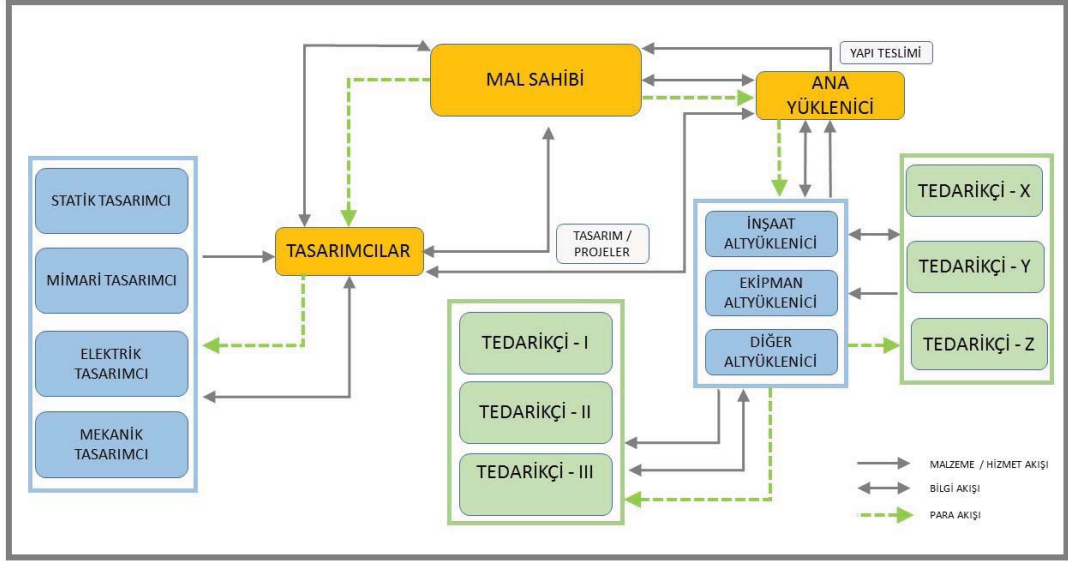 MAL SAHİBİ
YAPI TESLİMİ
ANA
YÜKLENİCİ
STATİK TASARIMCI
MİMARİ TASARIMCI
ELEKTRİK
TASARIMCI
MEKANİK
TASARIMCI
TASARIMCILAR
TASARIM /
PROJELER
İNŞAAT
ALTYÜKLENİCİ
EKİPMAN
ALTYÜKLENİCİ
DİĞER
ALTYÜKLENİCİ
TEDARİKÇİ - X
TEDARİKÇİ - Y
TEDARİKÇİ - Z
TEDARİKÇİ - I
TEDARİKÇİ - II
TEDARİKÇİ - III
MALZEME / HİZMET AKIŞI
BİLGİ AKIŞI
PARA AKIŞI